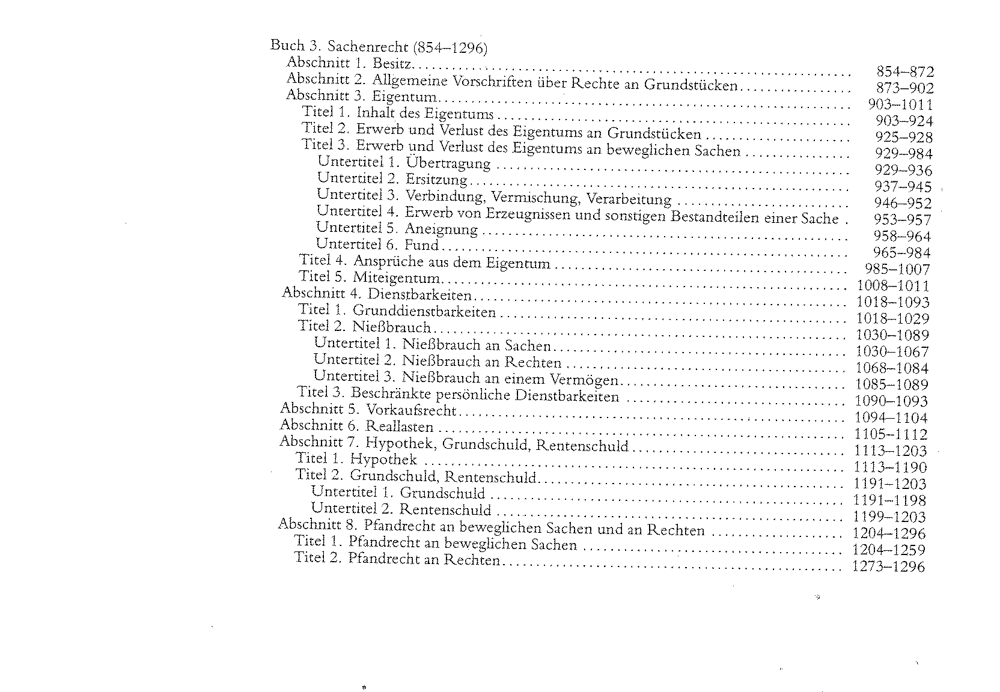 Buch 3. Sachenrecht (854–1296)
Abschnitt 1. Besitz 854–872
Abschnitt 2. Allgemeine Vorschriften über Rechte an Grundstücken 873–902
Abschnitt 3. Eigentum 903–1011
Titel 1. Inhalt des Eigentums 903–924
Titel 2. Erwerb und Verlust des Eigentums an Grundstücken 925–928
Titel 3. Erwerb und Verlust des Eigentums an beweglichen Sachen 929–984
Untertitel 1. Übertragung 929–936
Untertitel 2. Ersitzung 937–945
Untertitel 3. Verbindung, Vermischung, Verarbeitung 946–952
Untertitel 4. Erwerb von Erzeugnissen und sonstigen Bestandteilen einer Sache . 953–957
Untertitel 5. Aneignung 958–964
Untertitel 6. Fund 965–984
Titel 4. Ansprüche aus dem Eigentum 985–1007
Titel 5. Miteigentum 1008–1011
Abschnitt 4. Dienstbarkeiten 1018–1093
Titel 1. Grunddienstbarkeiten 1018–1029
Titel 2. Nießbrauch 1030–1089
Untertitel 1. Nießbrauch an Sachen 1030–1067
Untertitel 2. Nießbrauch an Rechten 1068–1084
Untertitel 3. Nießbrauch an einem Vermögen 1085–1089
Titel 3. Beschränkte persönliche Dienstbarkeiten 1090–1093
Abschnitt 5. Vorkaufsrecht 1094–1104
Abschnitt 6. Reallasten 1105–1112
Abschnitt 7. Hypothek, Grundschuld, Rentenschuld 1113–1203
Titel 1. Hypothek 1113–1190
Titel 2. Grundschuld, Rentenschuld 1191–1203
Untertitel 1. Grundschuld 1191–1198
Untertitel 2. Rentenschuld 1199–1203
Abschnitt 8. Pfandrecht an beweglichen Sachen und an Rechten 1204–1296
Titel 1. Pfandrecht an beweglichen Sachen 1204–1259
Titel 2. Pfandrecht an Rechten 1273–1296